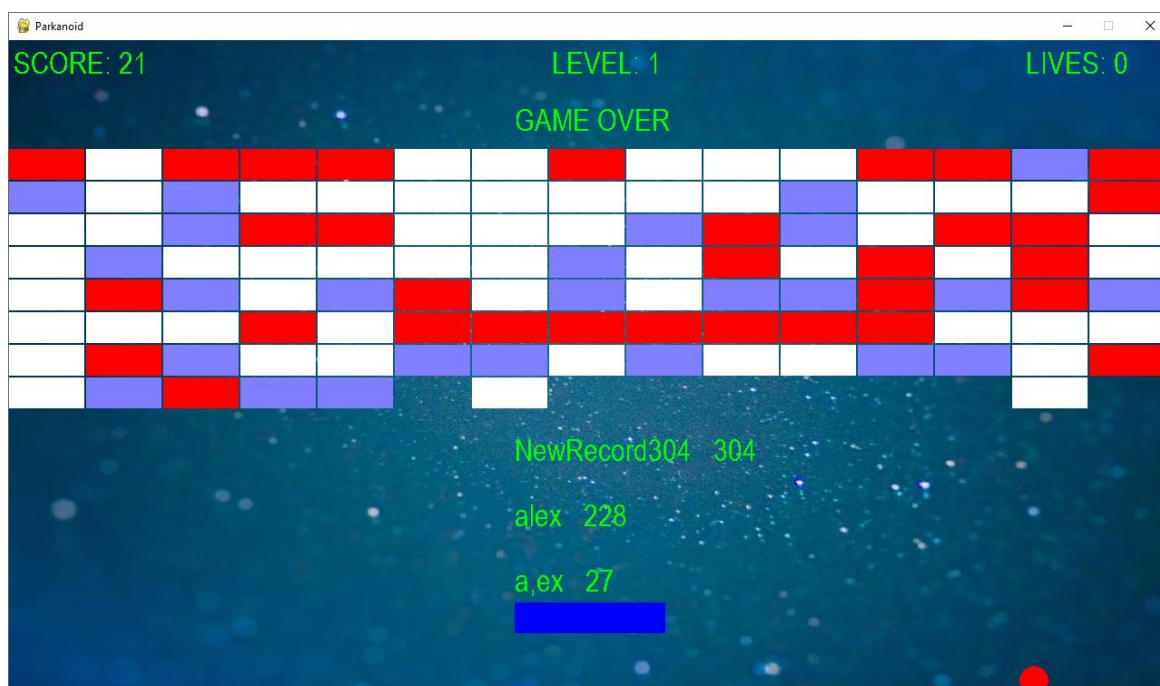 Parkanoid
SCORE: 21 LEVEL: 1 LIVES: 0
GAME OVER
NewRecord304 304
alex 228
a,ex 27